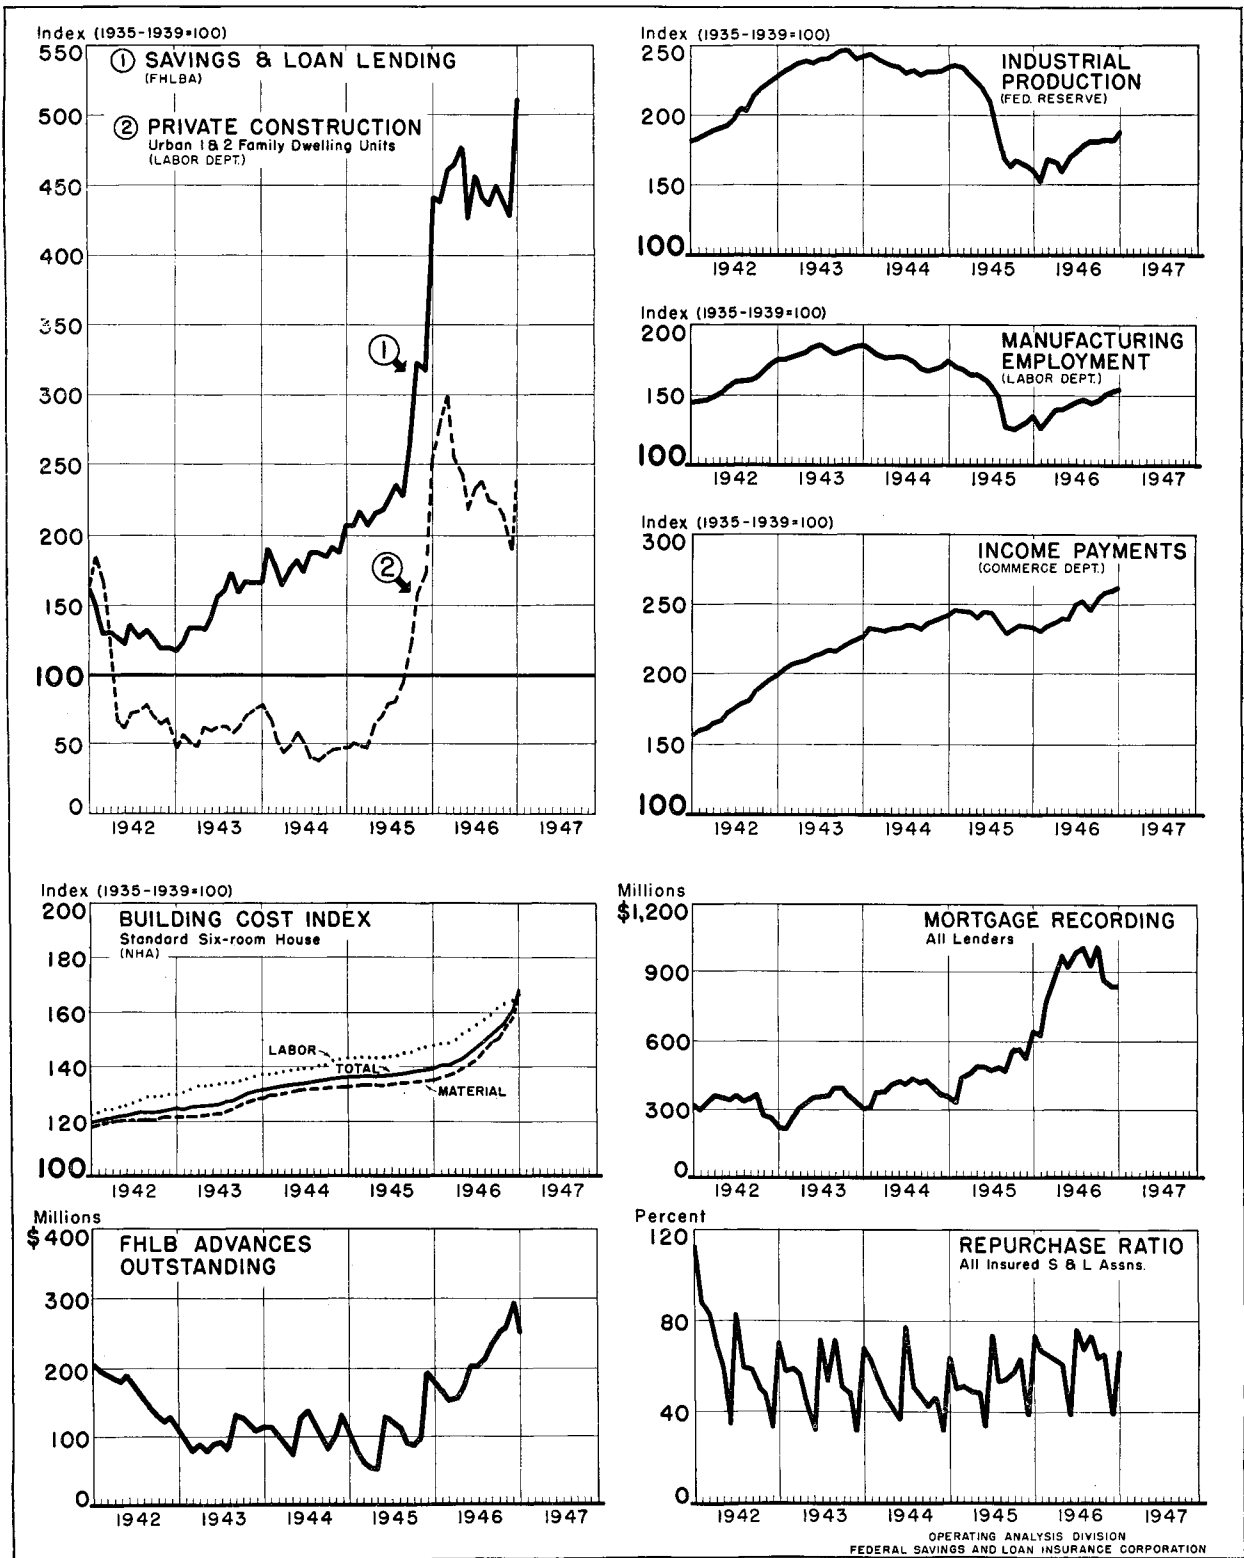 Index (1935-1939=100)
550
① SAVINGS & LOAN LENDING
(FHLBA)
500
② PRIVATE CONSTRUCTION
Urban 1 & 2 Family Dwelling Units
(LABOR DEPT.)
450
400
350
①
300
250
200
②
150
100
50
0
1942 1943 1944 1945 1946 1947
Index (1935-1939=100)
250
INDUSTRIAL
PRODUCTION
(FED. RESERVE)
200
150
100
1942 1943 1944 1945 1946 1947
Index (1935-1939=100)
200
MANUFACTURING
EMPLOYMENT
(LABOR DEPT.)
150
100
1942 1943 1944 1945 1946 1947
Index (1935-1939=100)
300
INCOME PAYMENTS
(COMMERCE DEPT.)
250
200
150
100
1942 1943 1944 1945 1946 1947
Index (1935-1939=100)
200
BUILDING COST INDEX
Standard Six-room House
(NHA)
180
160
LABOR
140
TOTAL
MATERIAL
120
100
1942 1943 1944 1945 1946 1947
Millions
$1,200
MORTGAGE RECORDING
All Lenders
900
600
300
0
1942 1943 1944 1945 1946 1947
Millions
$400
FHLB ADVANCES
OUTSTANDING
300
200
100
0
1942 1943 1944 1945 1946 1947
Percent
120
REPURCHASE RATIO
All Insured S & L Assns.
80
40
0
1942 1943 1944 1945 1946 1947
OPERATING ANALYSIS DIVISION
FEDERAL SAVINGS AND LOAN INSURANCE CORPORATION